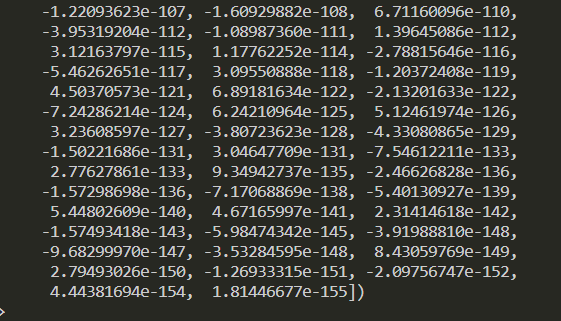 -1.22093623e-107, -1.60929882e-108,  6.71160096e-110,
-3.95319204e-112, -1.08987360e-111,  1.39645086e-112,
3.12163797e-115,  1.17762252e-114, -2.78815646e-116,
-5.46262651e-117,  3.09550888e-118, -1.20372408e-119,
4.50370573e-121,  6.89181634e-122, -2.13201633e-122,
-7.24286214e-124,  6.24210964e-125,  5.12461974e-126,
3.23608597e-127, -3.80723623e-128, -4.33080865e-129,
-1.50221686e-131,  3.04647709e-131, -7.54612211e-133,
2.77627861e-133,  9.34942737e-135, -2.46626828e-136,
-1.57298698e-136, -7.17068869e-138, -5.40130927e-139,
5.44802609e-140,  4.67165997e-141,  2.31414618e-142,
-1.57493418e-143, -5.98474342e-145, -3.91988810e-148,
-9.68299970e-147, -3.53284595e-148,  8.43059769e-149,
2.79493026e-150, -1.26933315e-151, -2.09756747e-152,
4.44381694e-154,  1.81446677e-155])
>